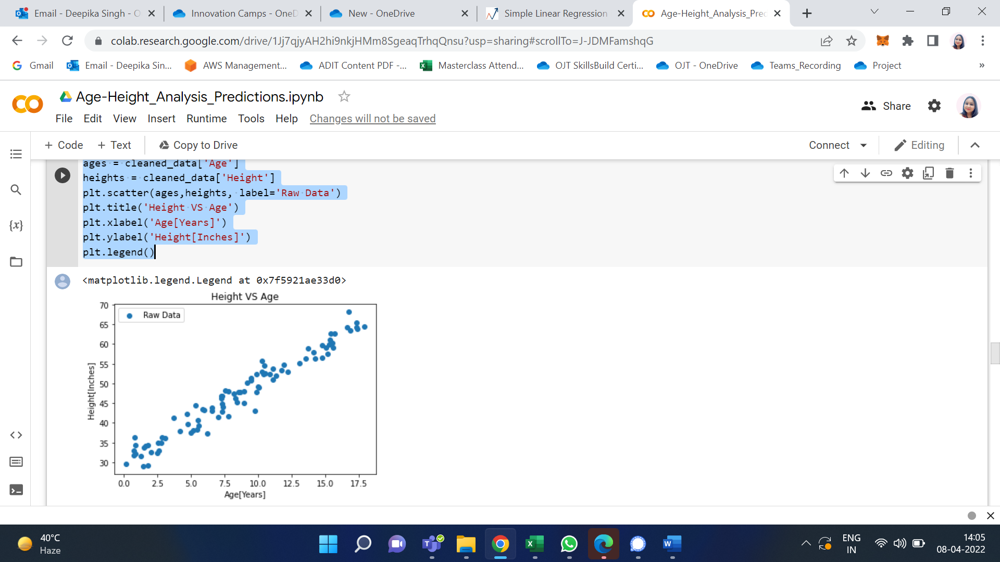 Email - Deepika Singh - O
Innovation Camps - OneD
New - OneDrive
Simple Linear Regression
Age-Height_Analysis_Prec
colab.research.google.com/drive/1Jj7qjyAH2hi9nkjHMm8SgeaqTrhqQnsu?usp=sharing#scrollTo=J-JDMFamshqG
Gmail
Email - Deepika Sin...
AWS Management...
ADIT Content PDF -...
Masterclass Attend...
OJT SkillsBuild Certi...
OJT - OneDrive
Teams_Recording
Project
»
Age-Height_Analysis_Predictions.ipynb
Share
File Edit View Insert Runtime Tools Help Changes will not be saved
+ Code + Text Copy to Drive
Connect
Editing
ages = cleaned_data['Age']
heights = cleaned_data['Height']
plt.scatter(ages,heights, label='Raw Data')
plt.title('Height VS Age')
plt.xlabel('Age[Years]')
plt.ylabel('Height[Inches]')
plt.legend()
{x}
<matplotlib.legend.Legend at 0x7f5921ae33d0>
Height VS Age
Raw Data
70
65
60
55
50
45
40
35
30
Height[Inches]
0.0 2.5 5.0 7.5 10.0 12.5 15.0 17.5
Age[Years]
40°C
Haze
ENG
IN
14:05
08-04-2022